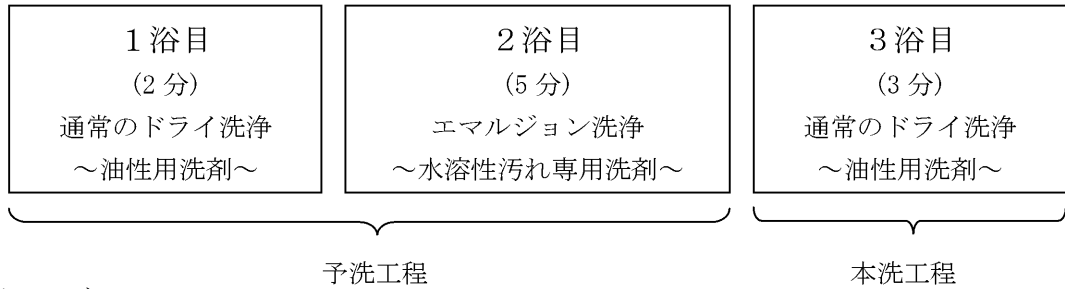 １浴目
(2 分)
通常のドライ洗浄
～油性用洗剤～
２浴目
(5 分)
エマルジョン洗浄
～水溶性汚れ専用洗剤～
３浴目
(3 分)
通常のドライ洗浄
～油性用洗剤～
予洗工程
本洗工程